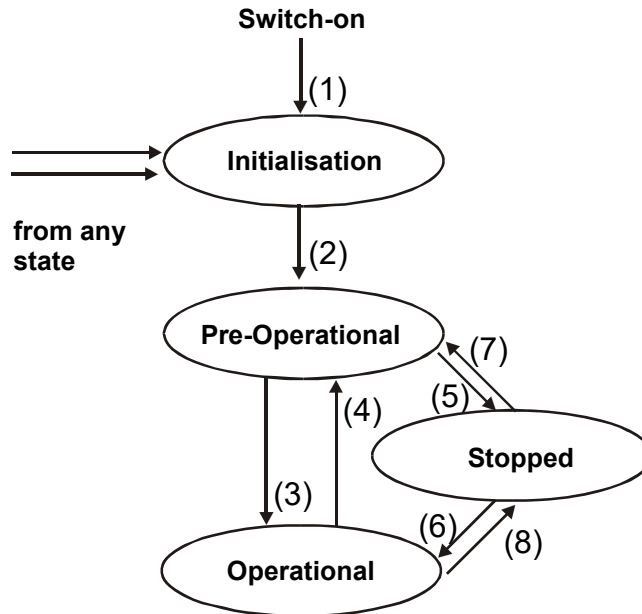 Switch-on
(1)
Initialisation
from any
state
(2)
Pre-Operational
(7)
(5)
(4)
Stopped
(3)
(6)
(8)
Operational